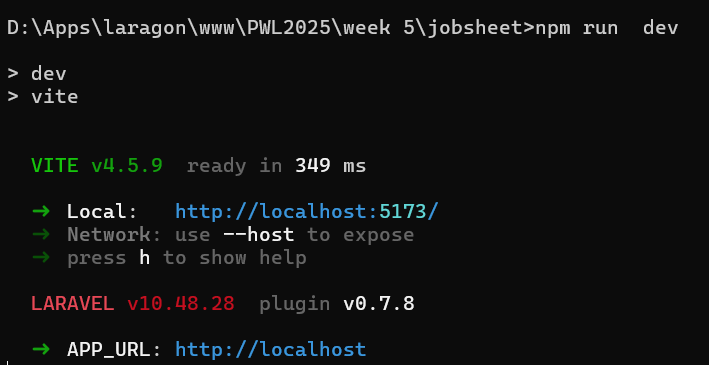 D:\Apps\laragon\www\PWL2025\week 5\jobsheet>npm run  dev
> dev
> vite
VITE v4.5.9  ready in 349 ms
➜  Local:   http://localhost:5173/
➜  Network: use --host to expose
➜  press h to show help
LARAVEL v10.48.28  plugin v0.7.8
➜  APP_URL: http://localhost